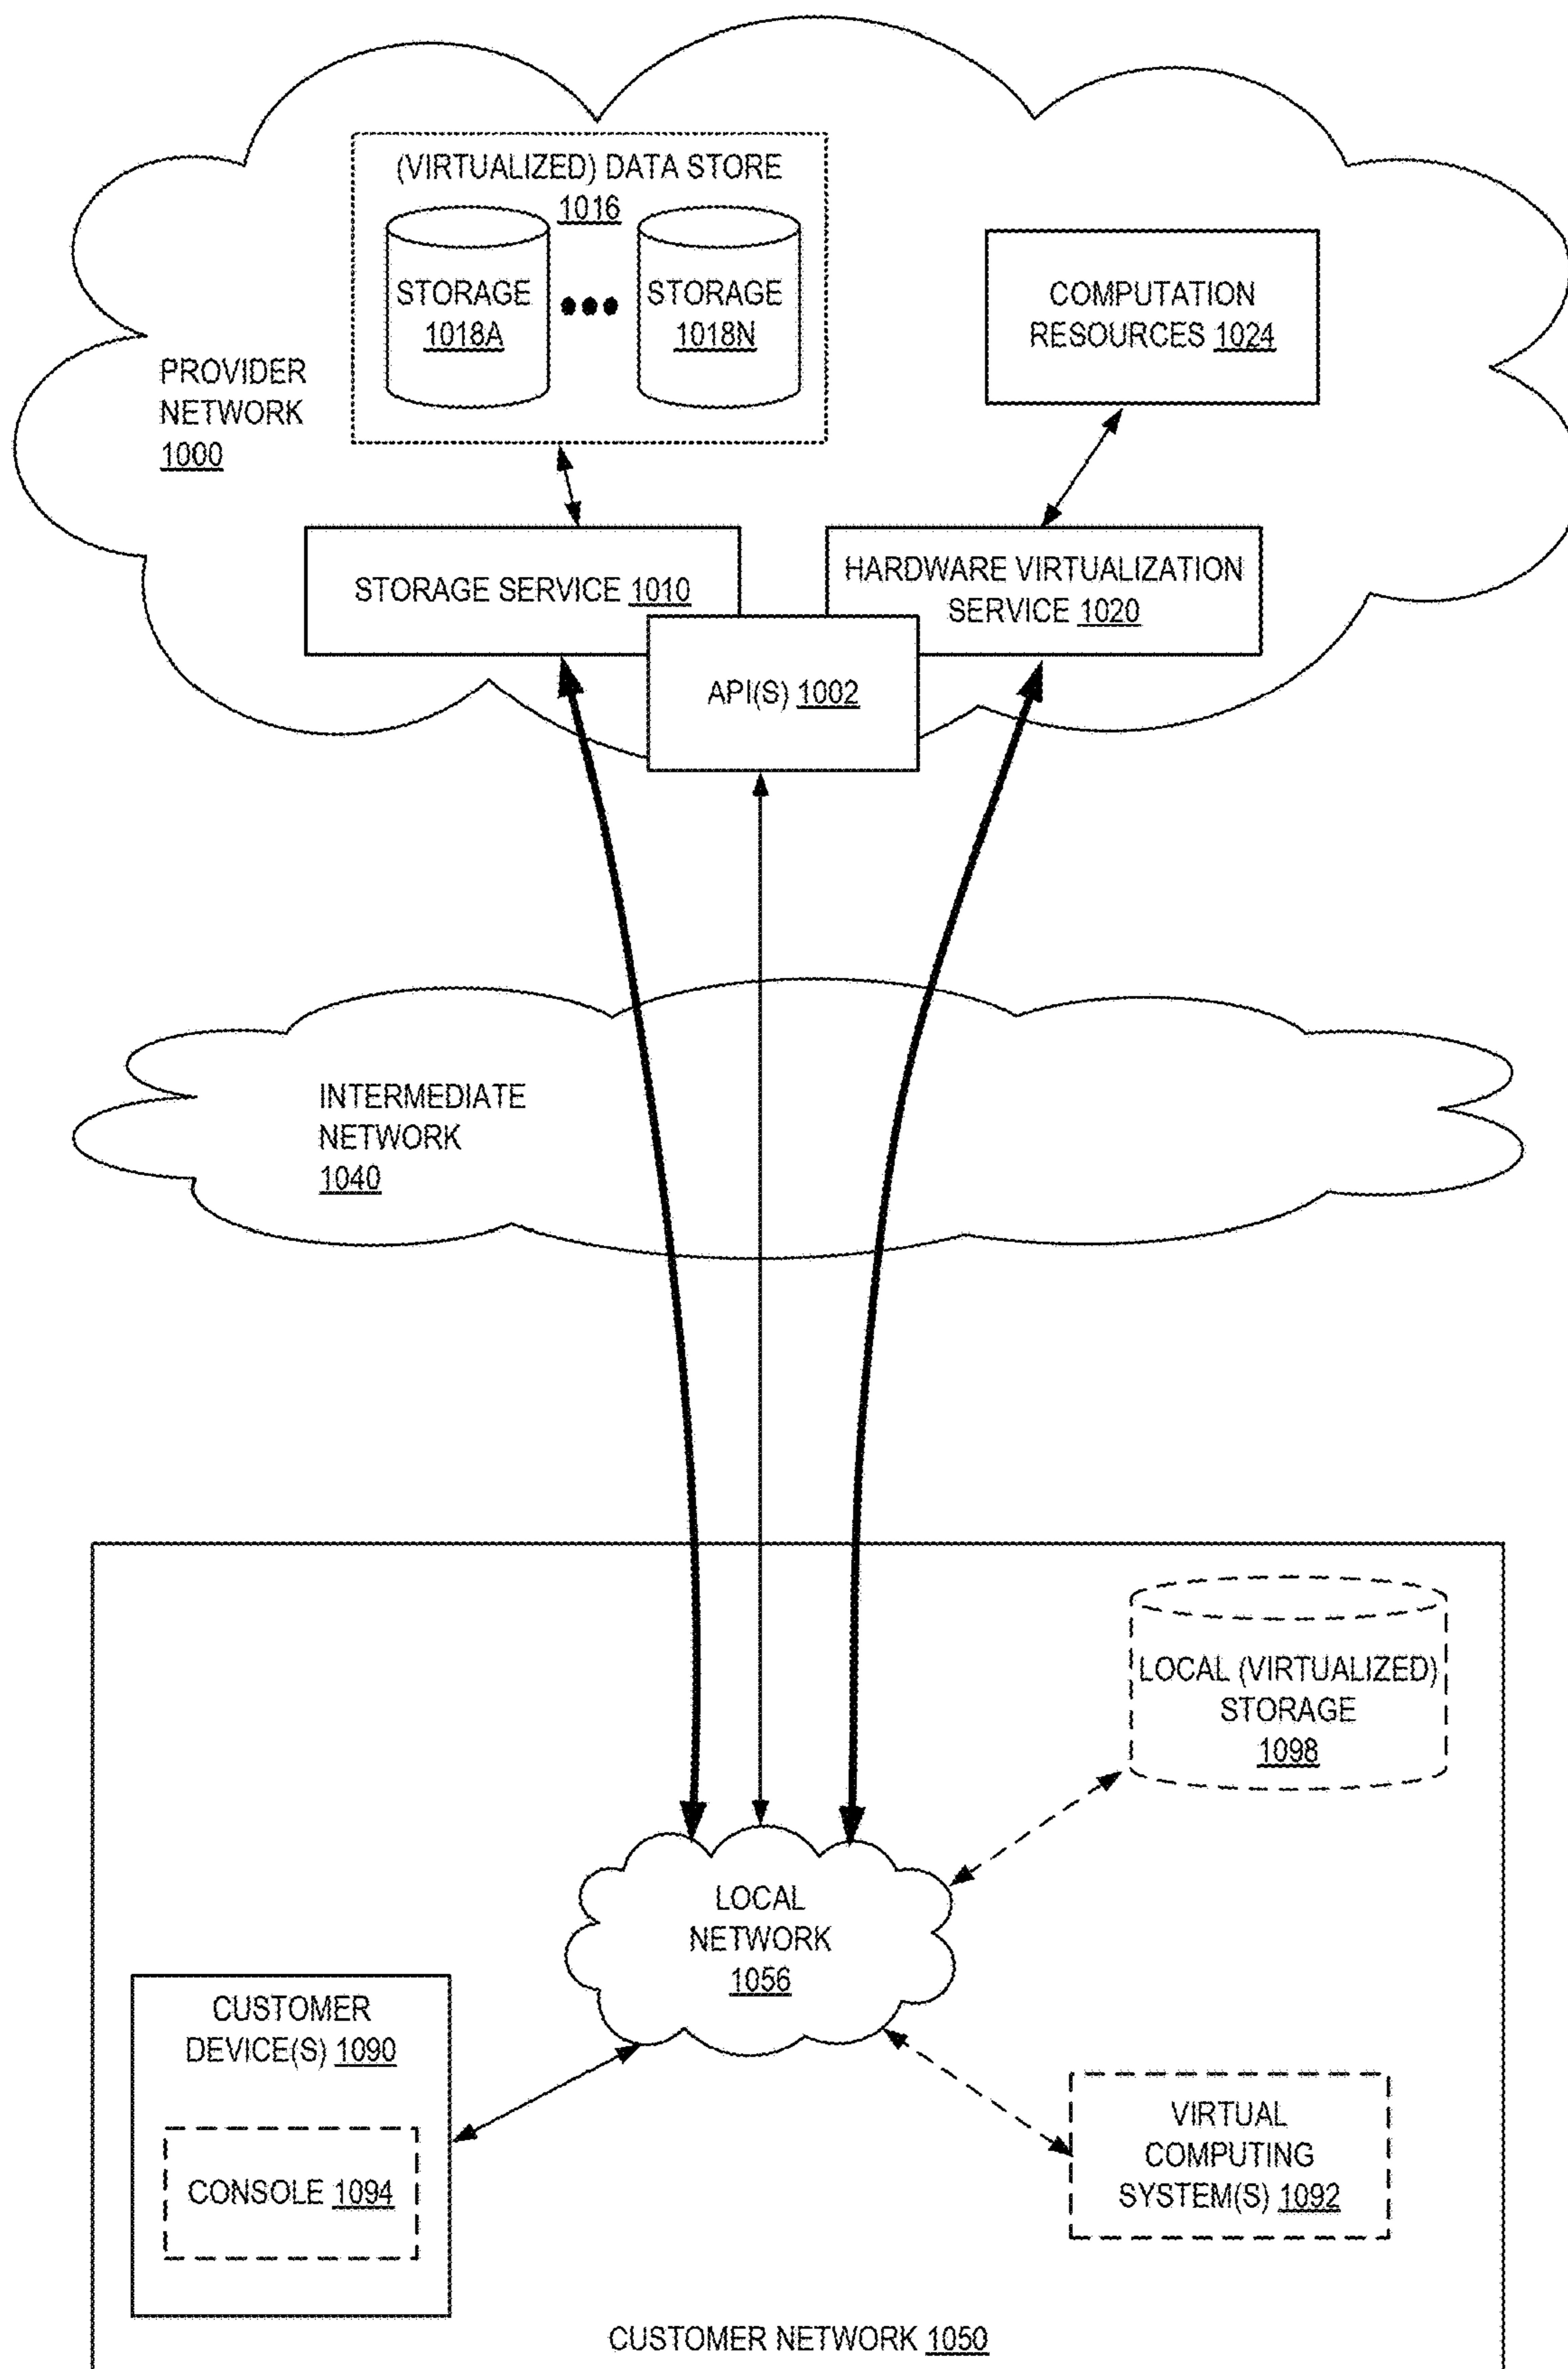 (VIRTUALIZED) DATA STORE
1016
STORAGE
1018A
STORAGE
1018N
COMPUTATION
RESOURCES 1024
PROVIDER
NETWORK
1000
STORAGE SERVICE 1010
HARDWARE VIRTUALIZATION
SERVICE 1020
API(S) 1002
INTERMEDIATE
NETWORK
1040
LOCAL (VIRTUALIZED)
STORAGE
1098
LOCAL
NETWORK
1056
CUSTOMER
DEVICE(S) 1090
CONSOLE 1094
VIRTUAL
COMPUTING
SYSTEM(S) 1092
CUSTOMER NETWORK 1050